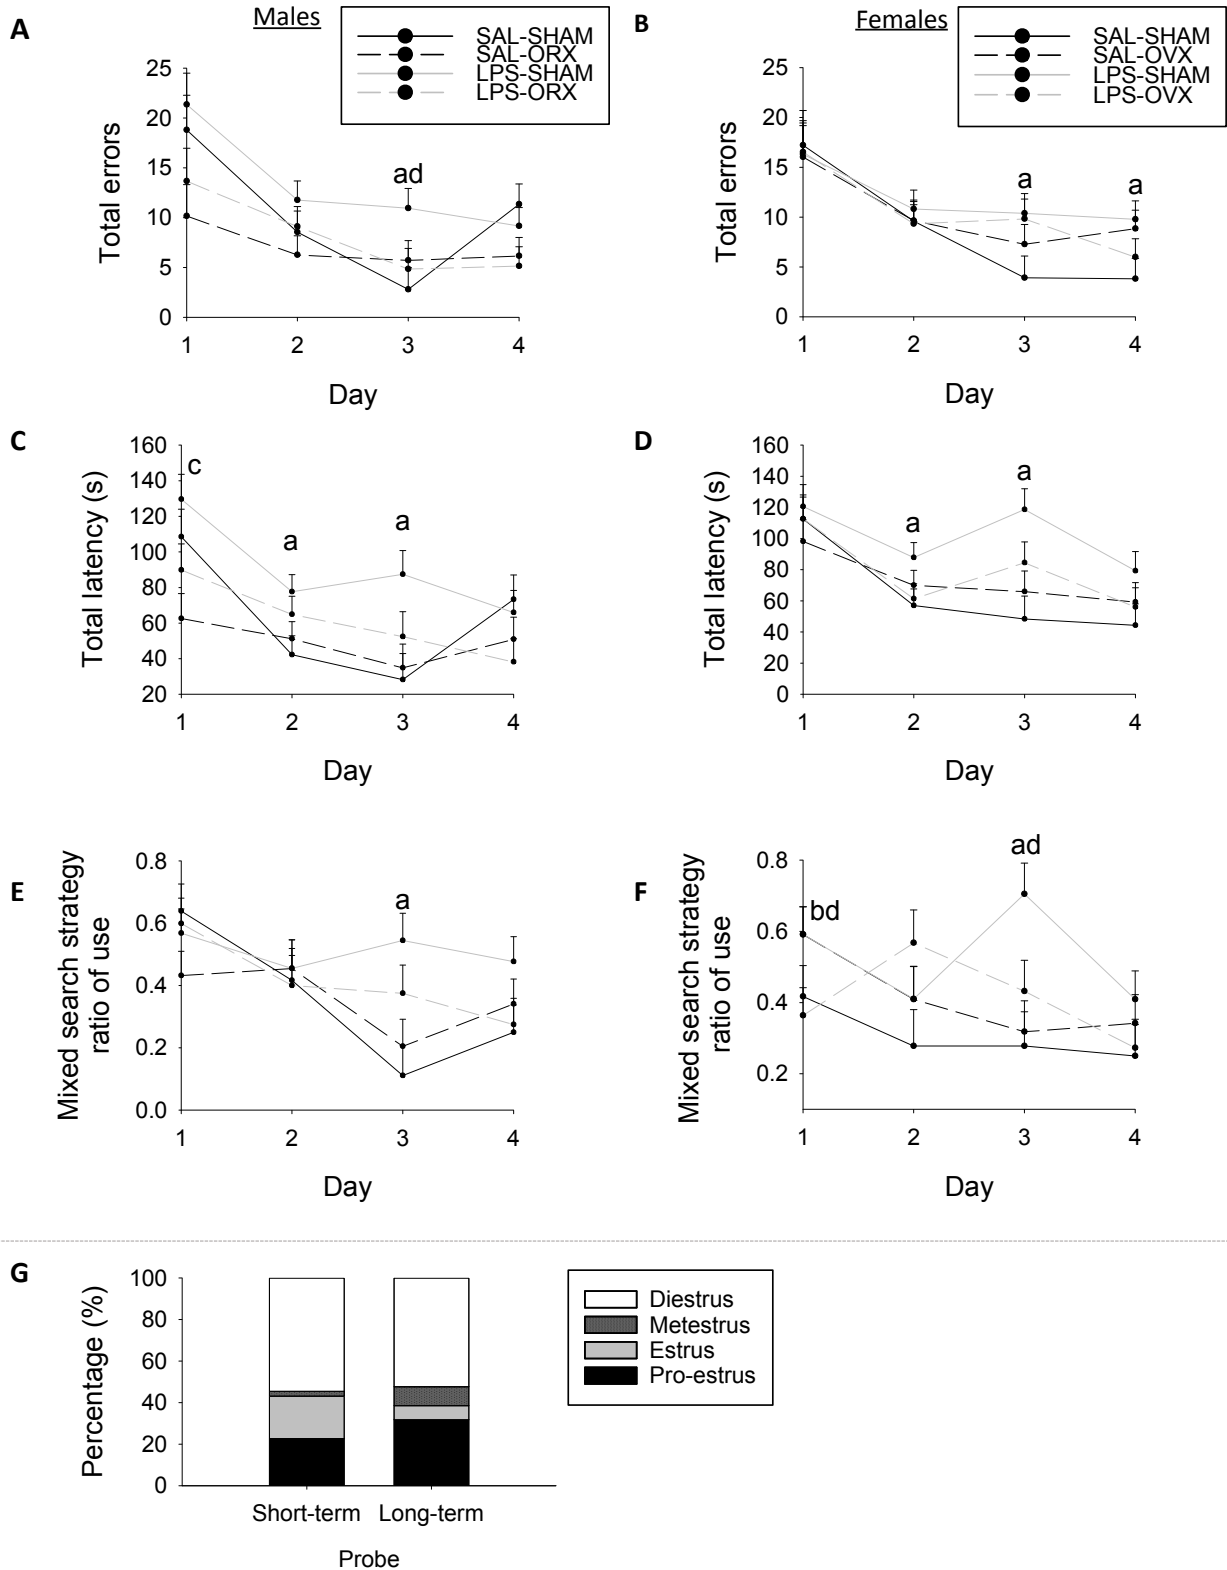 A
Males
SAL-SHAM
SAL-ORX
LPS-SHAM
LPS-ORX
25
20
15
10
5
0
Total errors
ad
1 2 3 4
Day
B
Females
SAL-SHAM
SAL-OVX
LPS-SHAM
LPS-OVX
25
20
15
10
5
0
Total errors
a a
1 2 3 4
Day
C
160
140
120
100
80
60
40
20
Total latency (s)
c
a a
1 2 3 4
Day
D
160
140
120
100
80
60
40
20
0
Total latency (s)
a
a
1 2 3 4
Day
E
0.8
0.6
0.4
0.2
0.0
Mixed search strategy
ratio of use
a
1 2 3 4
Day
F
0.8
0.6
0.4
0.2
Mixed search strategy
ratio of use
ad
bd
1 2 3 4
Day
G
100
80
60
40
20
0
Percentage (%)
Short-term Long-term
Probe
Diestrus
Metestrus
Estrus
Pro-estrus